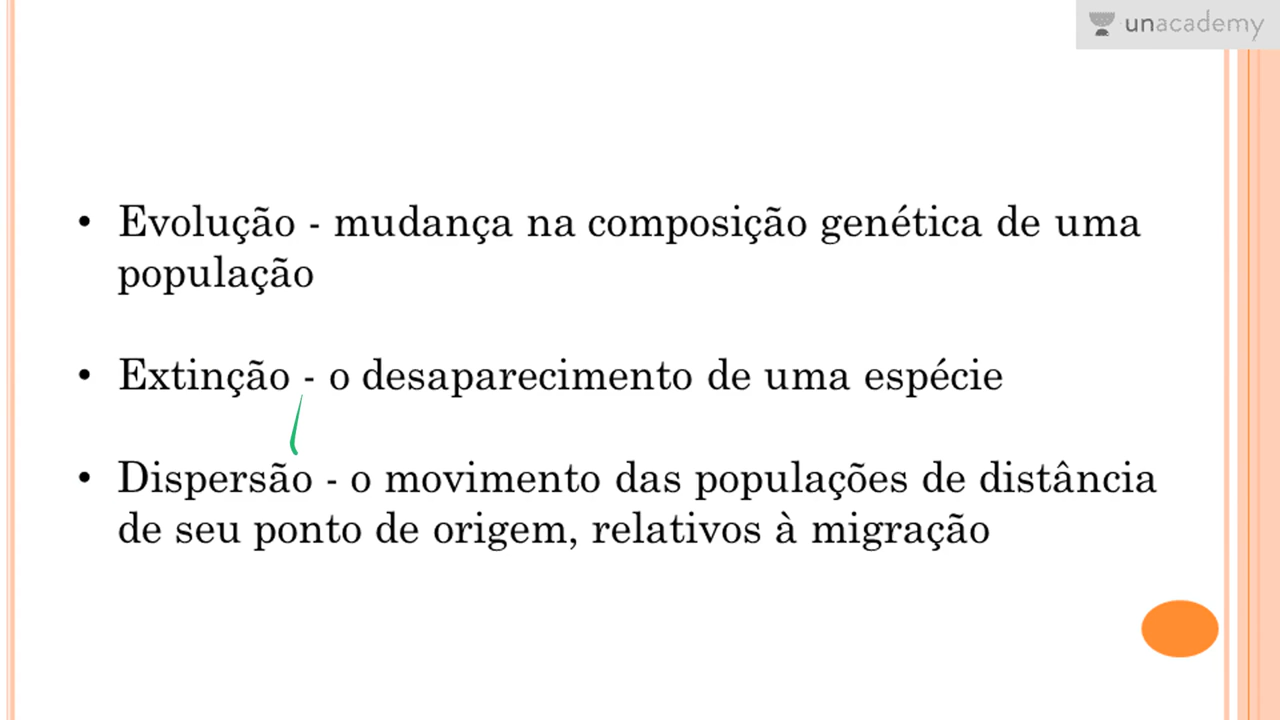 unacademy
• Evolução - mudança na composição genética de uma
população
• Extinção - o desaparecimento de uma espécie
• Dispersão - o movimento das populações de distância
de seu ponto de origem, relativos à migração